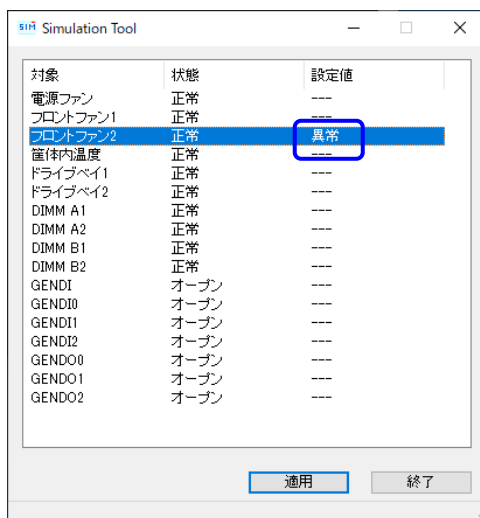 SIM Simulation Tool
対象 状態 設定値
電源ファン 正常 ---
フロントファン1 正常 ---
フロントファン2 正常 異常
筐体内温度 正常 ---
ドライブベイ1 正常 ---
ドライブベイ2 正常 ---
DIMM A1 正常 ---
DIMM A2 正常 ---
DIMM B1 正常 ---
DIMM B2 正常 ---
GENDI オープン ---
GENDI0 オープン ---
GENDI1 オープン ---
GENDI2 オープン ---
GENDO0 オープン ---
GENDO1 オープン ---
GENDO2 オープン ---
適用 終了